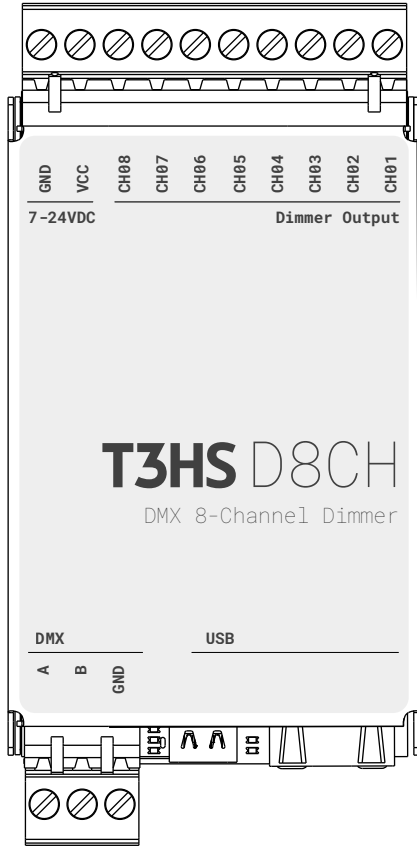 GND VCC CH08 CH07 CH06 CH05 CH04 CH03 CH02 CH01
7-24VDC Dimmer Output
T3HS D8CH
DMX 8-Channel Dimmer
DMX USB
A B GND